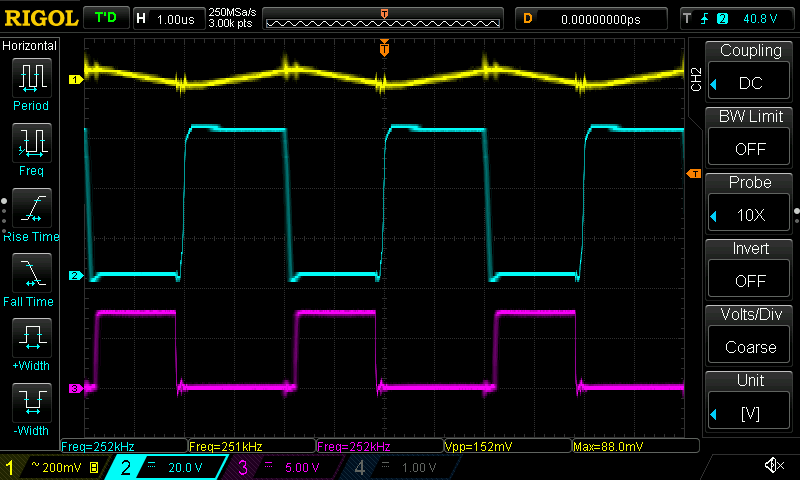 RIGOL T'D H 1.00us 250MSa/s 3.00k pts T D 0.00000000ps T 2 40.8 V
Horizontal
Period
Freq
Rise Time
Fall Time
+Width
-Width
T
1
2
3
T
CH2
Coupling
DC
BW Limit
OFF
Probe
10X
Invert
OFF
Volts/Div
Coarse
Unit
[V]
Freq=252kHz Freq=251kHz Freq=252kHz Vpp=152mV Max=88.0mV
1 ~ 200mV B 2 20.0 V 3 5.00 V 4 1.00 V